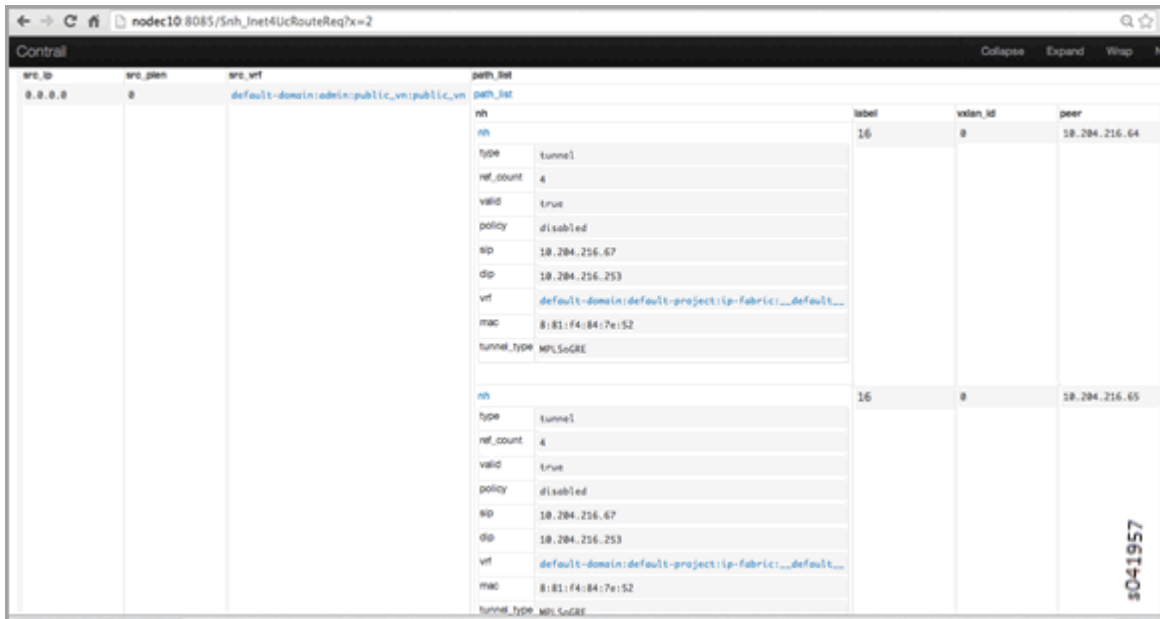 nodec10:8085/Snh_Inet4UcRouteReq?x=2
Contrail Collapse Expand Wrap
src_ip src_plen src_vrf path_list
0.0.0.0 0 default-domain:admin:public_vn:public_vn path_list
nh label vxlan_id peer
nh 16 0 10.204.216.64
type tunnel
ref_count 4
valid true
policy disabled
sip 10.204.216.67
dip 10.204.216.253
vrf default-domain:default-project:ip-fabric:__default__
mac 8:81:f4:84:7e:52
tunnel_type MPLSoGRE
nh 16 0 10.204.216.65
type tunnel
ref_count 4
valid true
policy disabled
sip 10.204.216.67
dip 10.204.216.253
vrf default-domain:default-project:ip-fabric:__default__
mac 8:81:f4:84:7e:52
tunnel_type MPLSoGRE
s041957